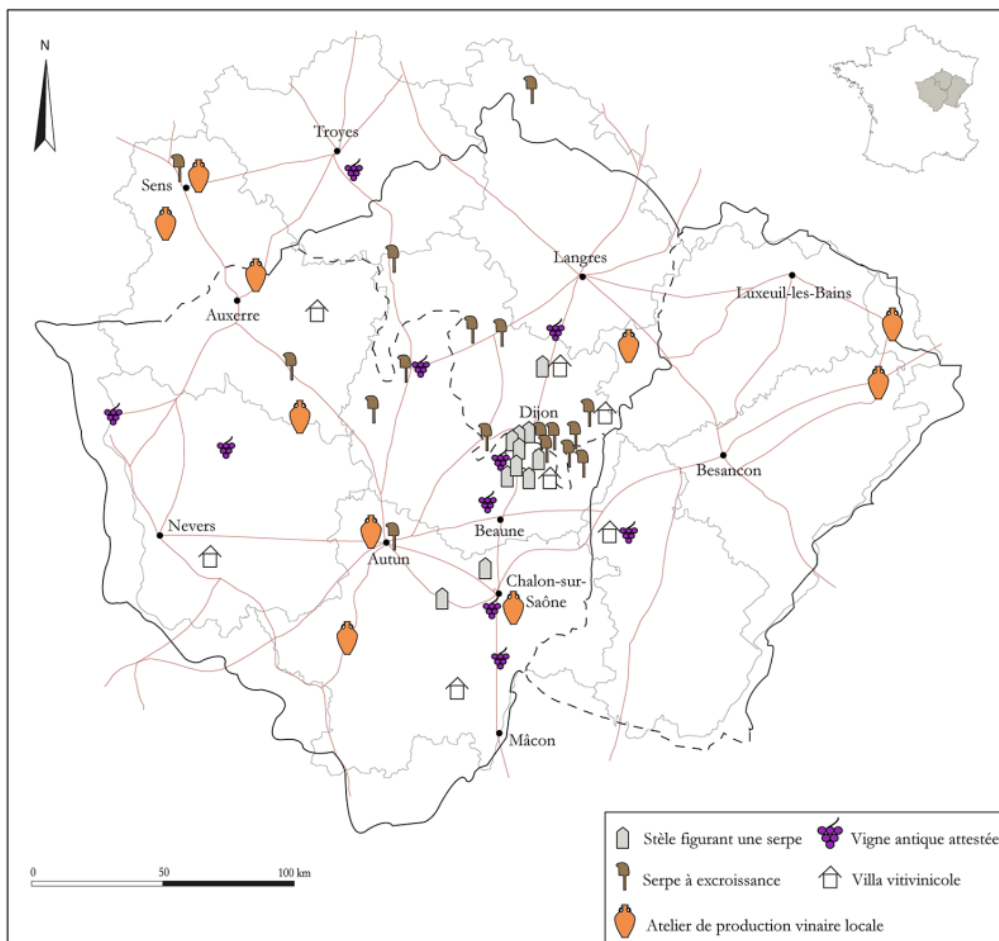 N
Troyes
Sens
Langres
Luxeuil-les-Bains
Auxerre
Dijon
Besançon
Nevers
Beaune
Autun
Chalon-sur-
Saône
Mâcon
0 50 100 km
Stèle figurant une serpe
Vigne antique attestée
Serpe à excroissance
Villa vitivinicole
Atelier de production vinaire locale